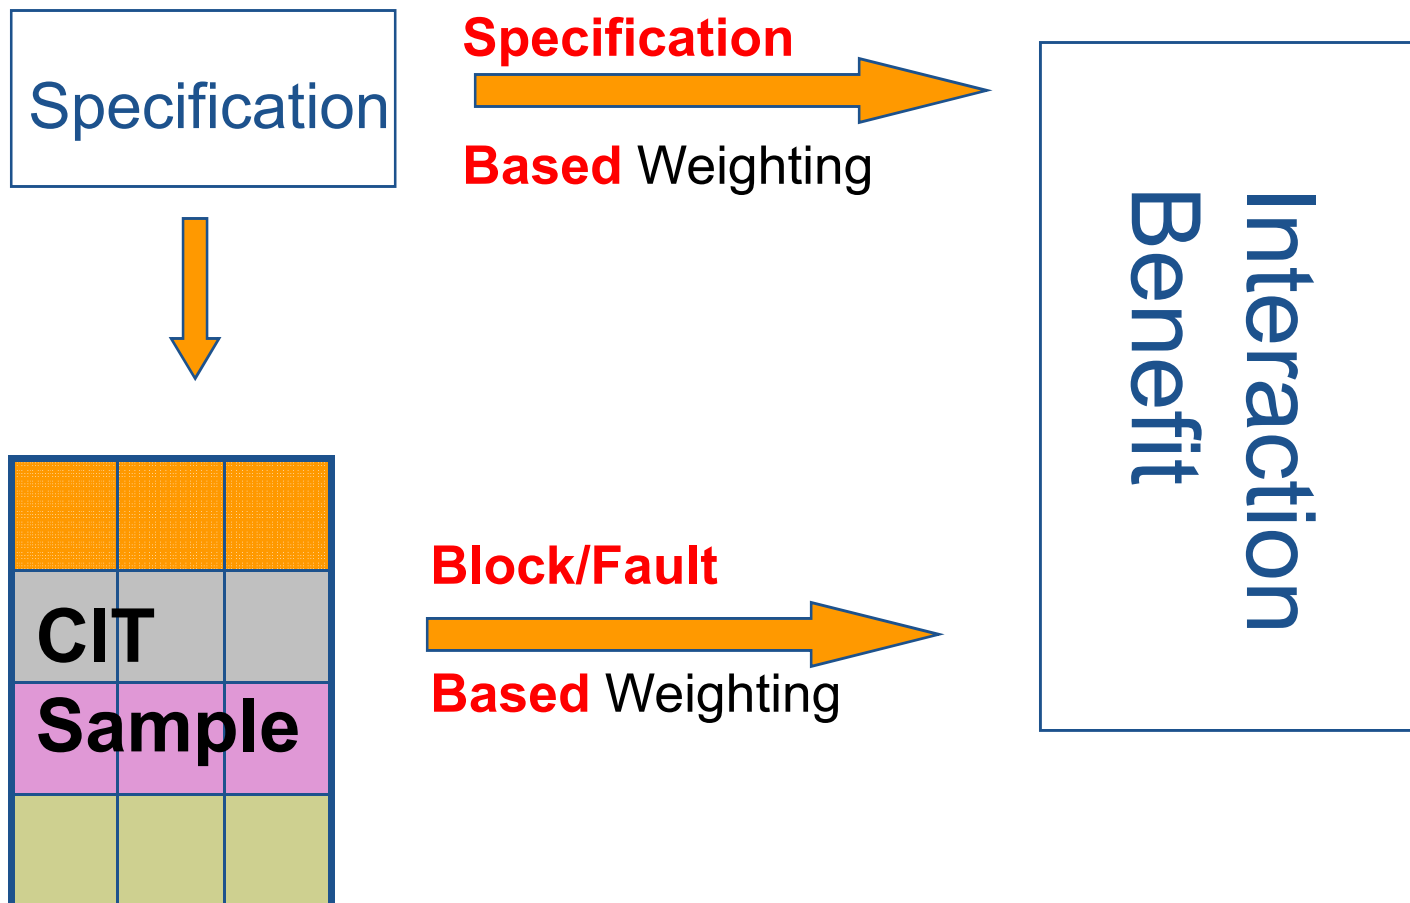 Specification
Specification
Based Weighting
Interaction
Benefit
CIT
Sample
Block/Fault
Based Weighting